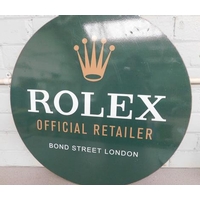 ROLEX
OFFICIAL RETAILER
BOND STREET LONDON